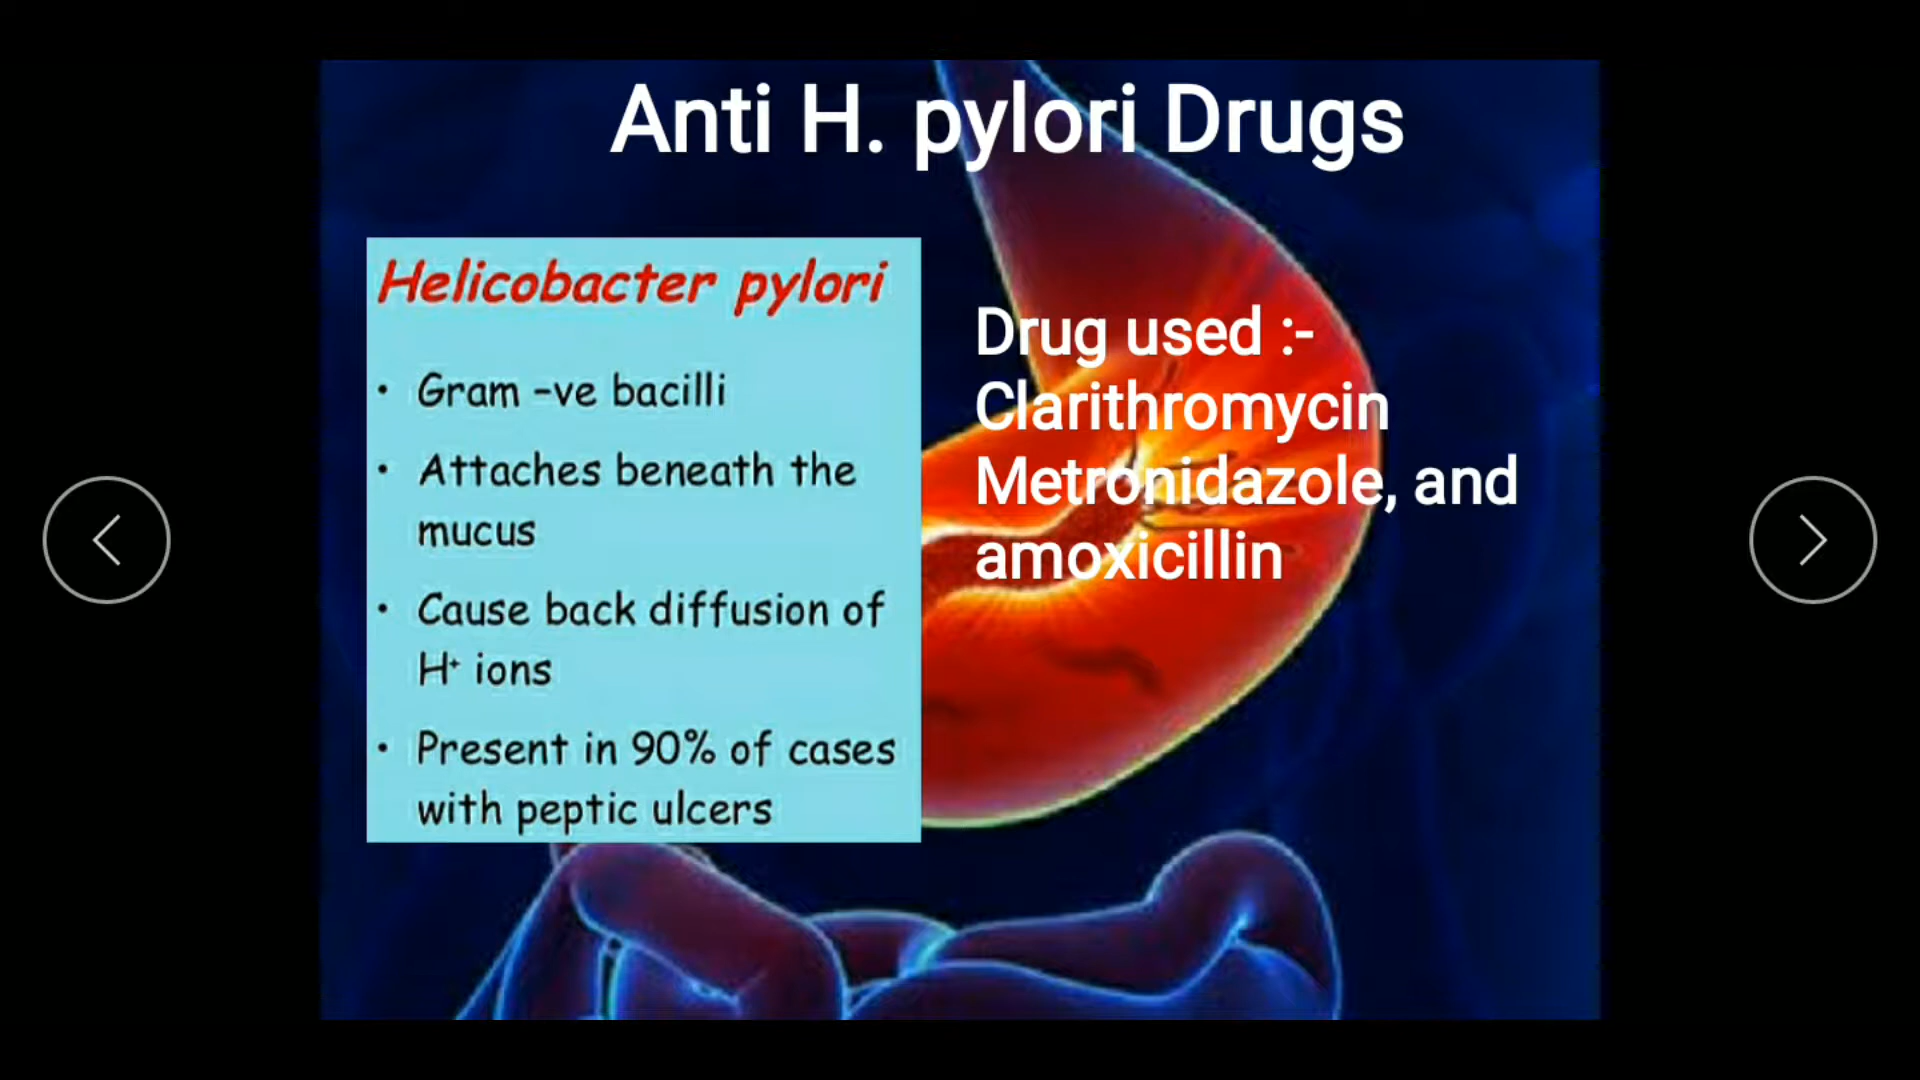 Anti H. pylori Drugs
Helicobacter pylori
• Gram -ve bacilli
• Attaches beneath the
mucus
• Cause back diffusion of
H⁺ ions
• Present in 90% of cases
with peptic ulcers
Drug used :-
Clarithromycin
Metronidazole, and
amoxicillin